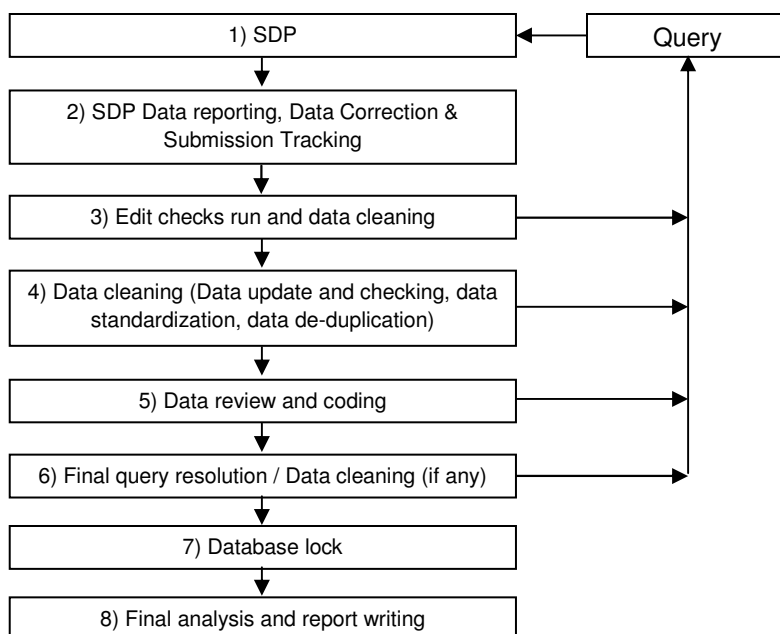 1) SDP
Query
2) SDP Data reporting, Data Correction &
Submission Tracking
3) Edit checks run and data cleaning
4) Data cleaning (Data update and checking, data
standardization, data de-duplication)
5) Data review and coding
6) Final query resolution / Data cleaning (if any)
7) Database lock
8) Final analysis and report writing